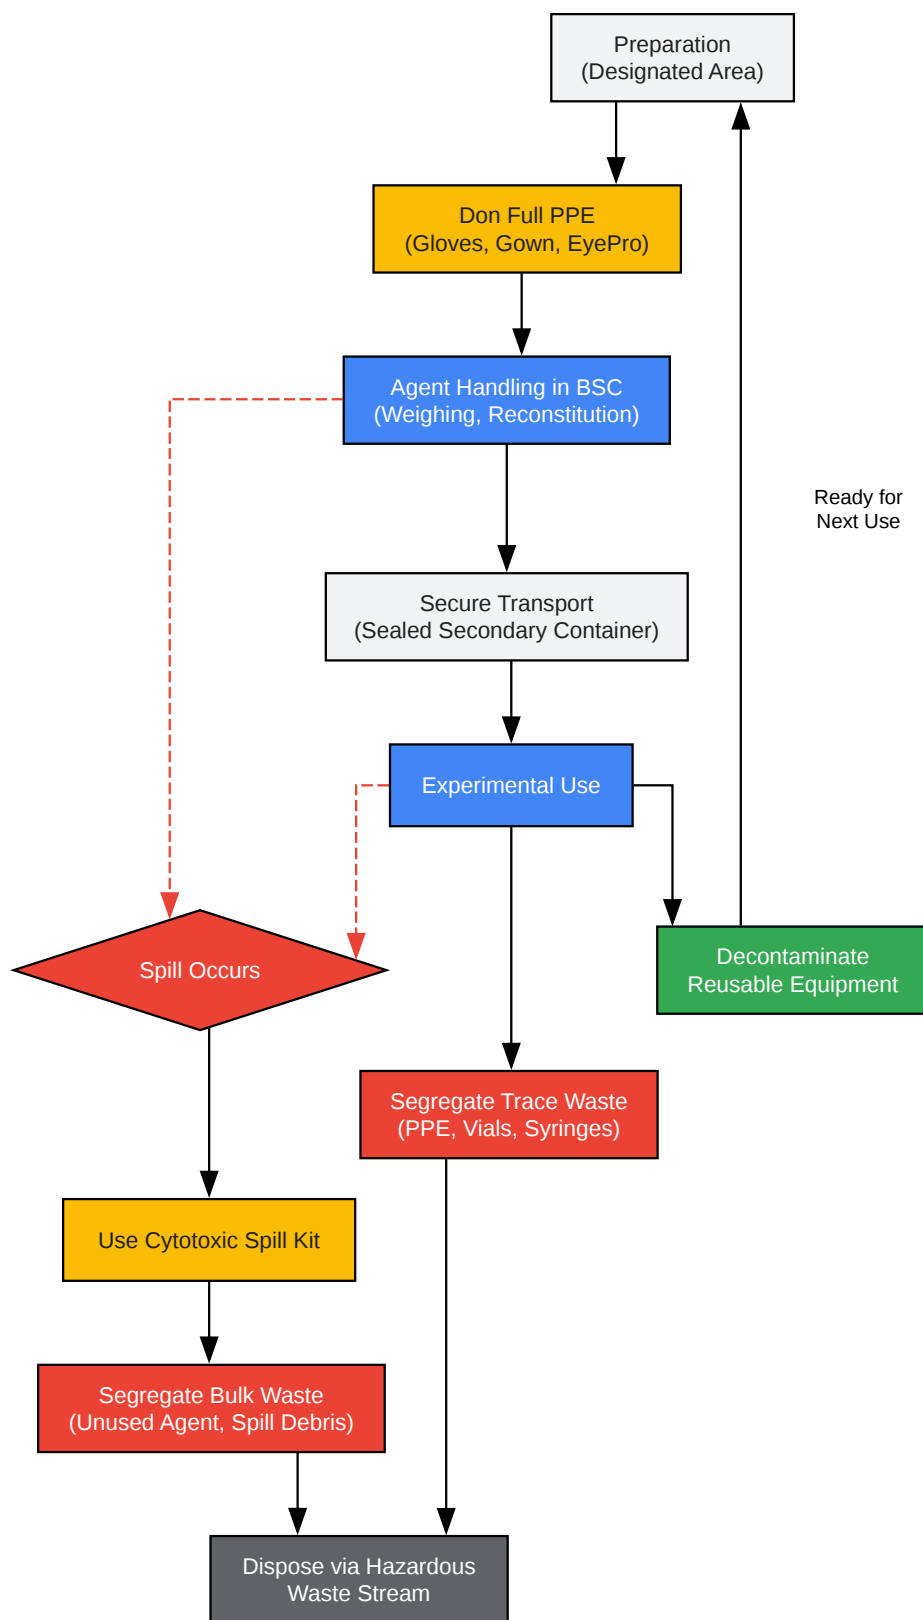 Preparation
(Designated Area)
Don Full PPE
(Gloves, Gown, EyePro)
Agent Handling in BSC
(Weighing, Reconstitution)
Ready for
Next Use
Secure Transport
(Sealed Secondary Container)
Experimental Use
Spill Occurs
Decontaminate
Reusable Equipment
Segregate Trace Waste
(PPE, Vials, Syringes)
Use Cytotoxic Spill Kit
Segregate Bulk Waste
(Unused Agent, Spill Debris)
Dispose via Hazardous
Waste Stream